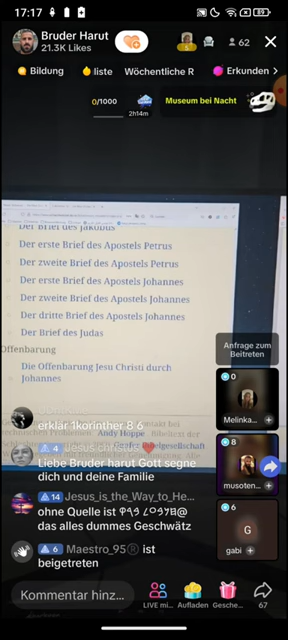 17:17
89
Bruder Harut
21.3K Likes
62
Bildung
liste
Wöchentliche R
Erkunden
0/1000
2h14m
Museum bei Nacht
Der Brief des Jakobus
Der erste Brief des Apostels Petrus
Der zweite Brief des Apostels Petrus
Der erste Brief des Apostels Johannes
Der zweite Brief des Apostels Johannes
Der dritte Brief des Apostels Johannes
Der Brief des Judas
Offenbarung
Die Offenbarung Jesu Christi durch
Johannes
Anfrage zum
Beitreten
0
Melinka...
8
musoten...
6
G
gabi
Andy Hoppe
erklär 1korinther 8 6
4
Liebe Bruder harut Gott segne
dich und deine Familie
14 Jesus_is_the_Way_to_He...
das alles dummes Geschwätz
6 Maestro_95 ist
beigetreten
Kommentar hinz...
LIVE mi...
Aufladen
Gesche...
67